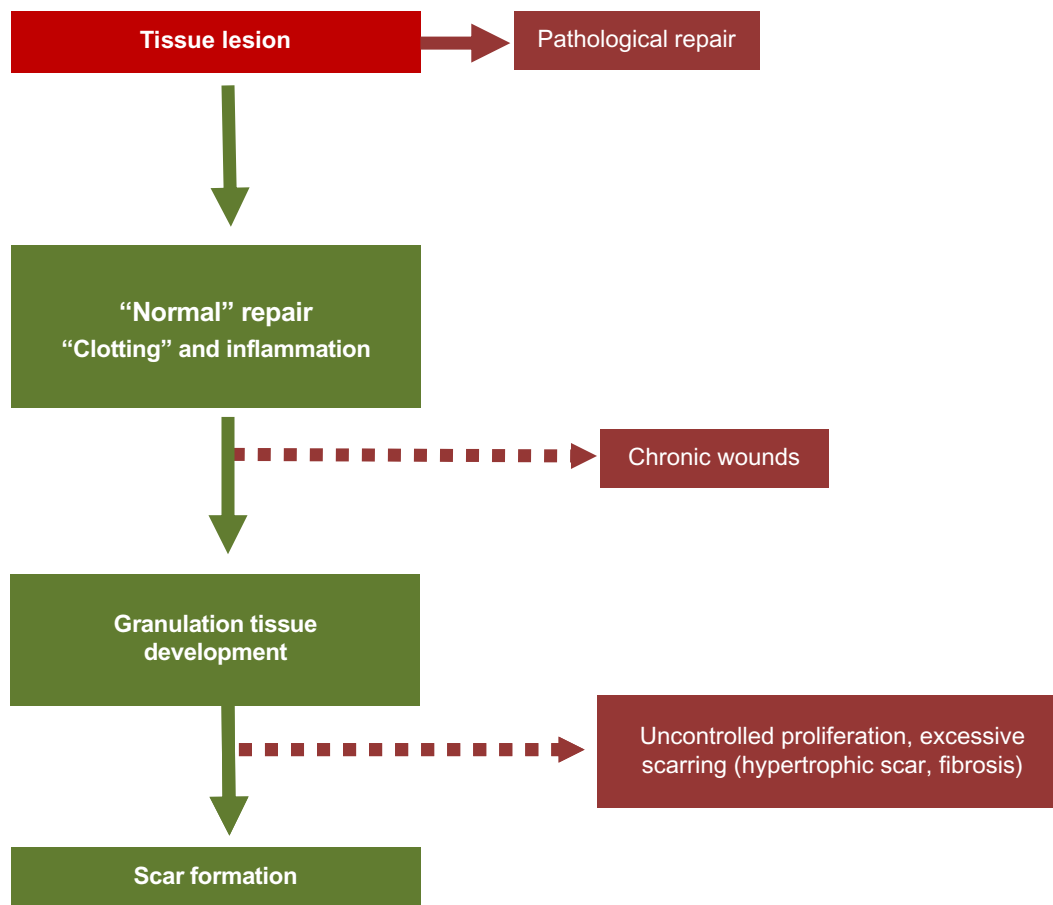 Tissue lesion
Pathological repair
“Normal” repair
“Clotting” and inflammation
Chronic wounds
Granulation tissue
development
Uncontrolled proliferation, excessive
scarring (hypertrophic scar, fibrosis)
Scar formation